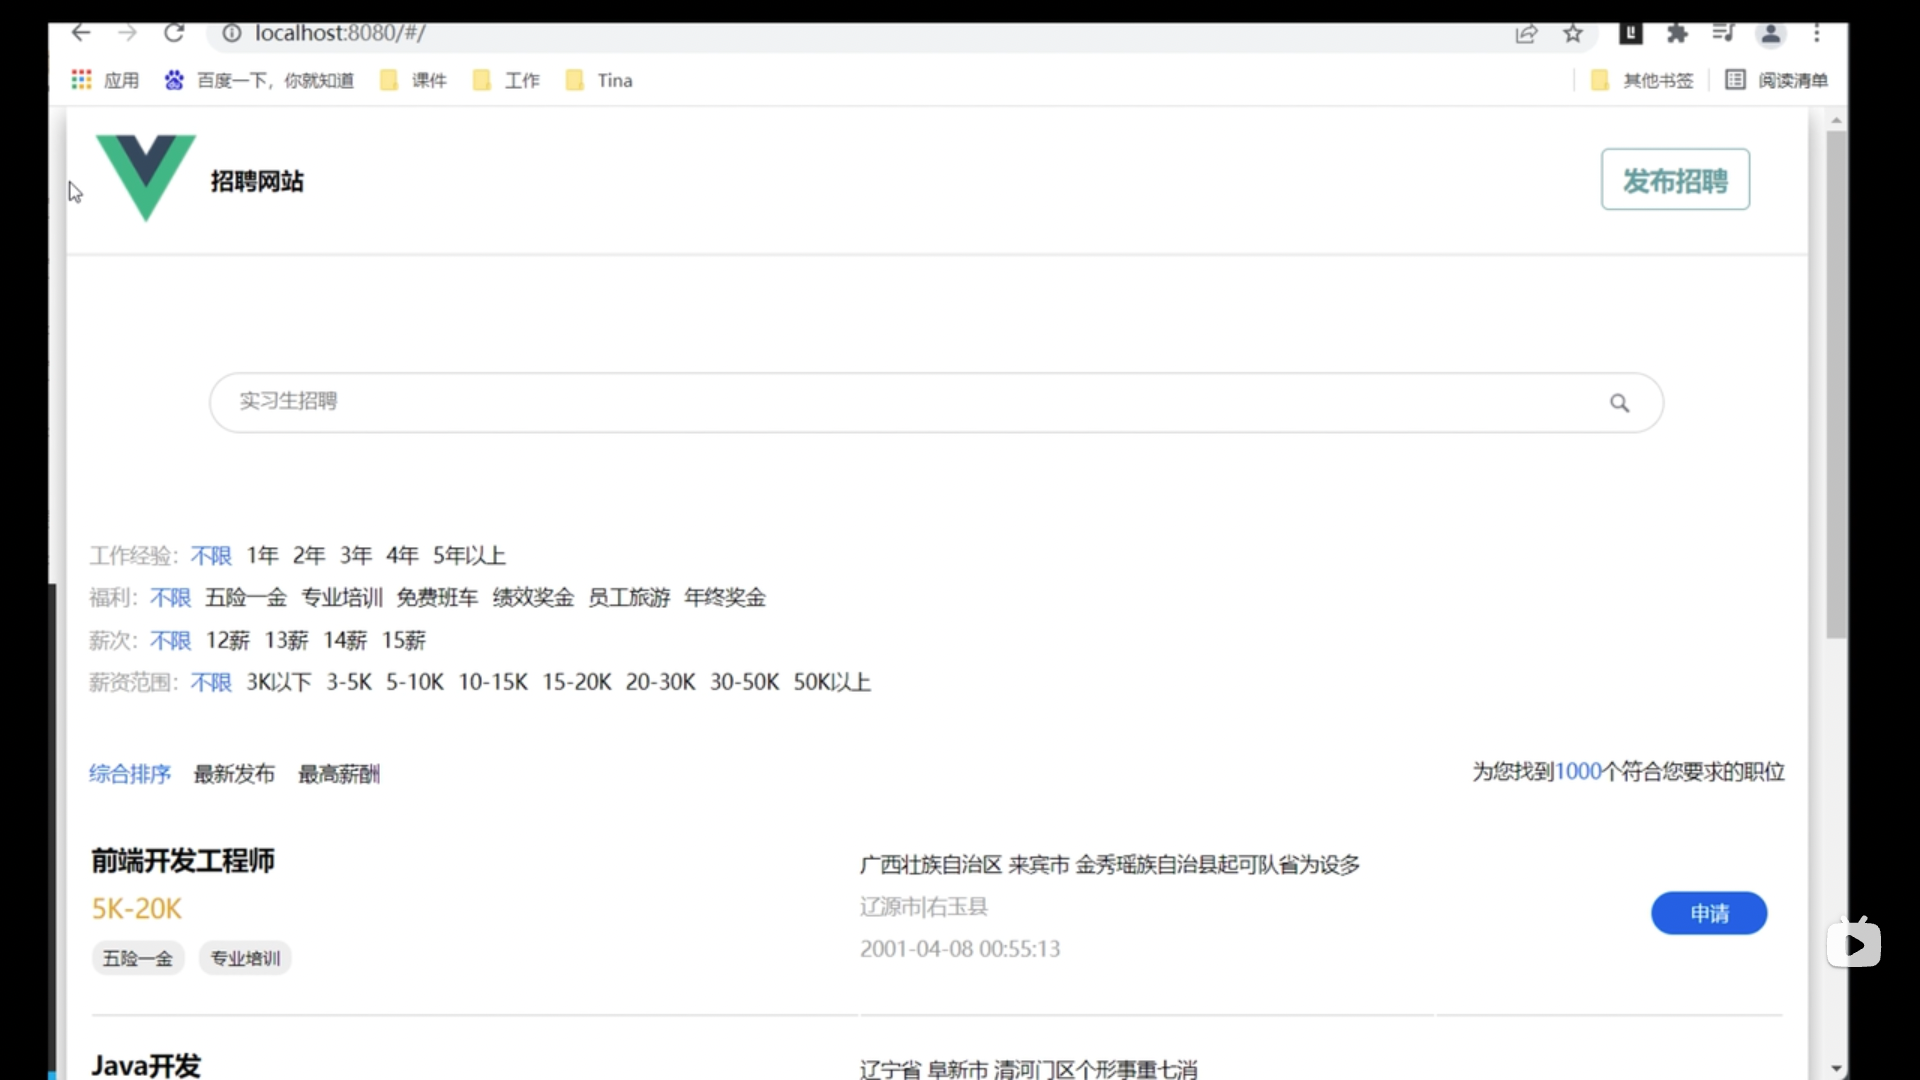 localhost:8080/#/
应用 百度一下，你就知道 课件 工作 Tina 其他书签 阅读清单
招聘网站 发布招聘
实习生招聘
工作经验: 不限 1年 2年 3年 4年 5年以上
福利: 不限 五险一金 专业培训 免费班车 绩效奖金 员工旅游 年终奖金
薪次: 不限 12薪 13薪 14薪 15薪
薪资范围: 不限 3K以下 3-5K 5-10K 10-15K 15-20K 20-30K 30-50K 50K以上
综合排序 最新发布 最高薪酬 为您找到1000个符合您要求的职位
前端开发工程师
5K-20K
五险一金 专业培训
广西壮族自治区 来宾市 金秀瑶族自治县起可队省为设多
辽源市|右玉县
2001-04-08 00:55:13
申请
Java开发
辽宁省 阜新市 清河门区个形事重七消